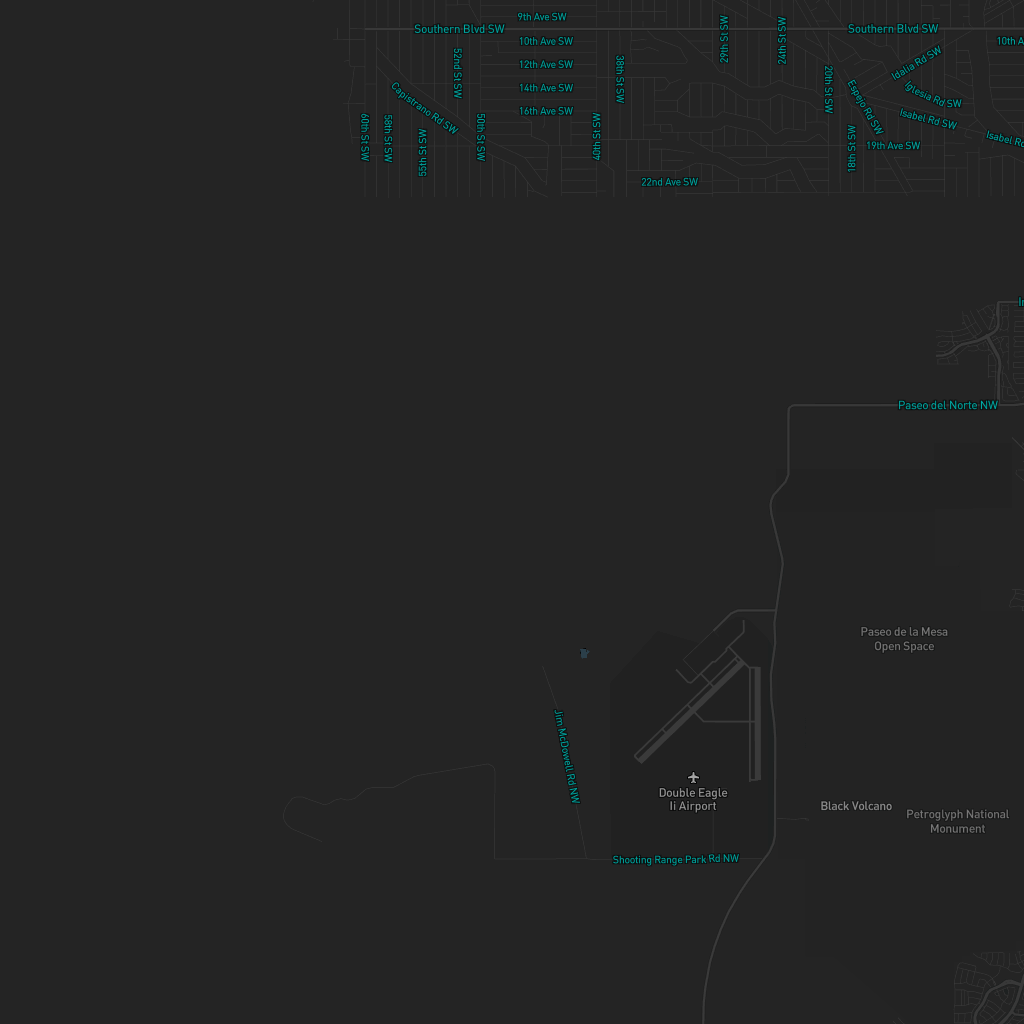 9th Ave SW
Southern Blvd SW
Southern Blvd SW
10th Ave SW
12th Ave SW
14th Ave SW
16th Ave SW
52nd St SW
38th St SW
29th St SW
24th St SW
20th St SW
Idalia Rd SW
Iglesia Rd SW
Espejo Rd SW
Isabel Rd SW
Isabel
Capistrano Rd SW
60th St SW
58th St SW
55th St SW
50th St SW
40th St SW
18th St SW
19th Ave SW
22nd Ave SW
Paseo del Norte NW
Paseo de la Mesa
Open Space
Jim McDowell Rd NW
Double Eagle
Ii Airport
Black Volcano
Petroglyph National
Monument
Shooting Range Park Rd NW